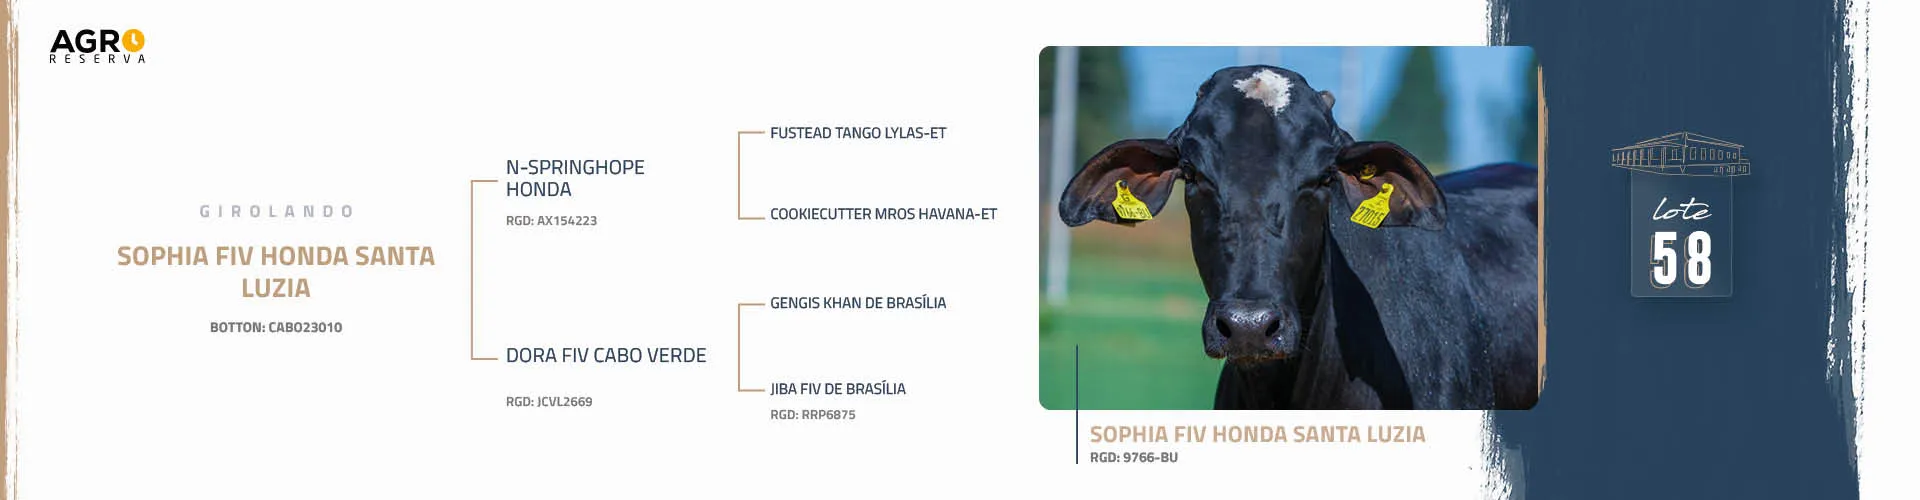 AGRO
RESERVA
GIROLANDO
SOPHIA FIV HONDA SANTA
LUZIA
BOTTON: CABO23010
N-SPRINGHOPE
HONDA
RGD: AX154223
DORA FIV CABO VERDE
RGD: JCVL2669
FUSTEAD TANGO LYLAS-ET
COOKIECUTTER MROS HAVANA-ET
GENGIS KHAN DE BRASÍLIA
JIBA FIV DE BRASÍLIA
RGD: RRP6875
27015
SOPHIA FIV HONDA SANTA LUZIA
RGD: 9766-BU
lote
58